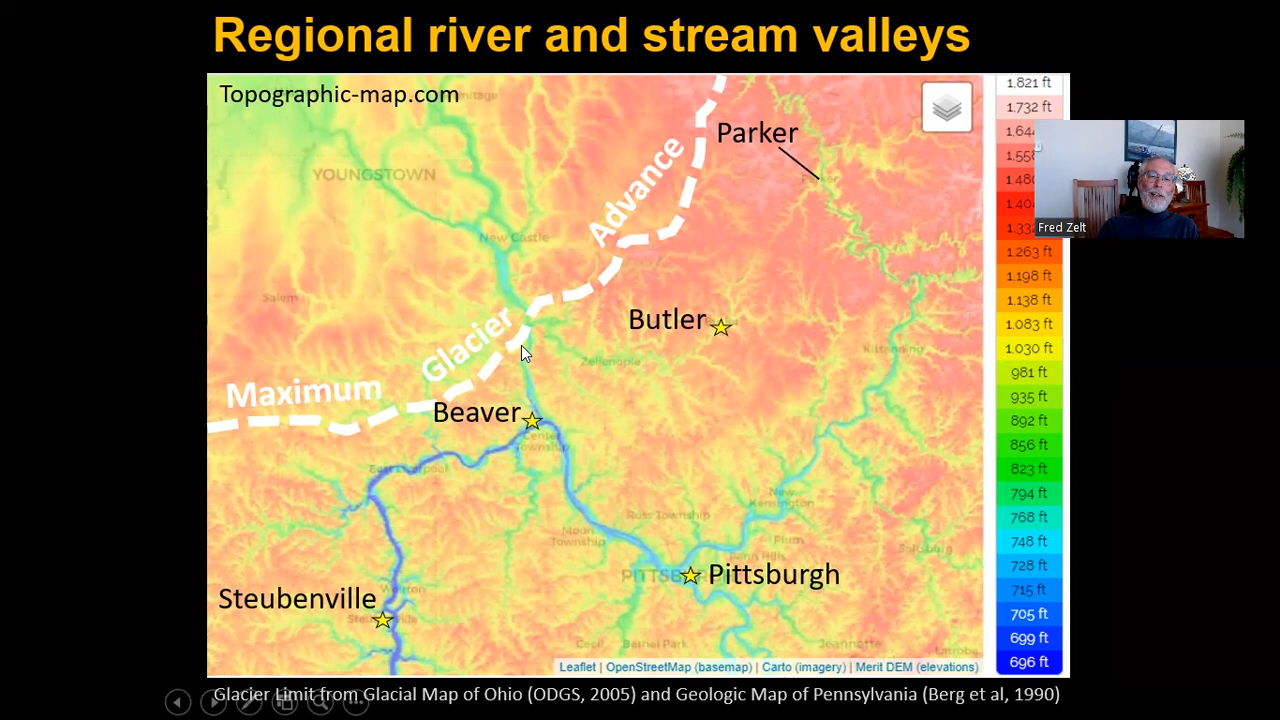 Regional river and stream valleys
Topographic-map.com
Parker
YOUNGSTOWN
Advance
New Castle
Salem
Glacier
Butler
Zelienople
Kittanning
Maximum
Beaver
Center
Township
East Liverpool
New
Kensington
Ross Township
Moon
Township
Plum
Penn Hills
Saltsburg
Pittsburgh
Steubenville
Weirton
Cecil
Bethel Park
Jeannette
Latrobe
Leaflet | OpenStreetMap (basemap) | Carto (imagery) | Merit DEM (elevations)
1,821 ft
1,732 ft
1,263 ft
1,198 ft
1,138 ft
1,083 ft
1,030 ft
981 ft
935 ft
892 ft
856 ft
823 ft
794 ft
768 ft
748 ft
728 ft
715 ft
705 ft
699 ft
696 ft
Fred Zelt
Glacier Limit from Glacial Map of Ohio (ODGS, 2005) and Geologic Map of Pennsylvania (Berg et al, 1990)